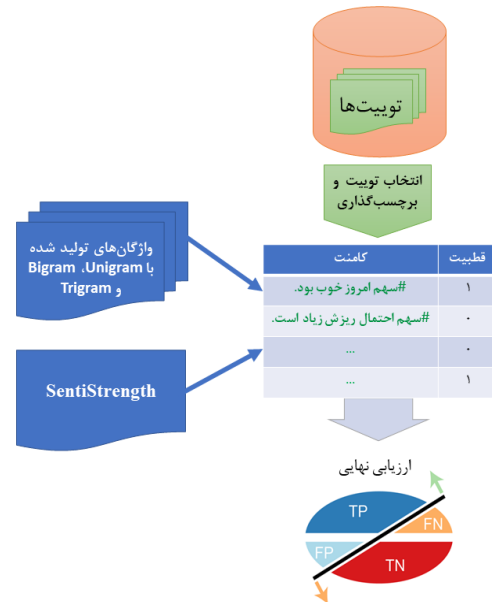 توییت‌ها
انتخاب توییت و
برچسب‌گذاری
واژگان‌های تولید شده
با Bigram ،Unigram
و Trigram
قطبیت
کامنت
۱
#سهم امروز خوب بود.
۰
#سهم احتمال ریزش زیاد است.
۰
...
۱
...
SentiStrength
ارزیابی نهایی
TP
FN
FP
TN